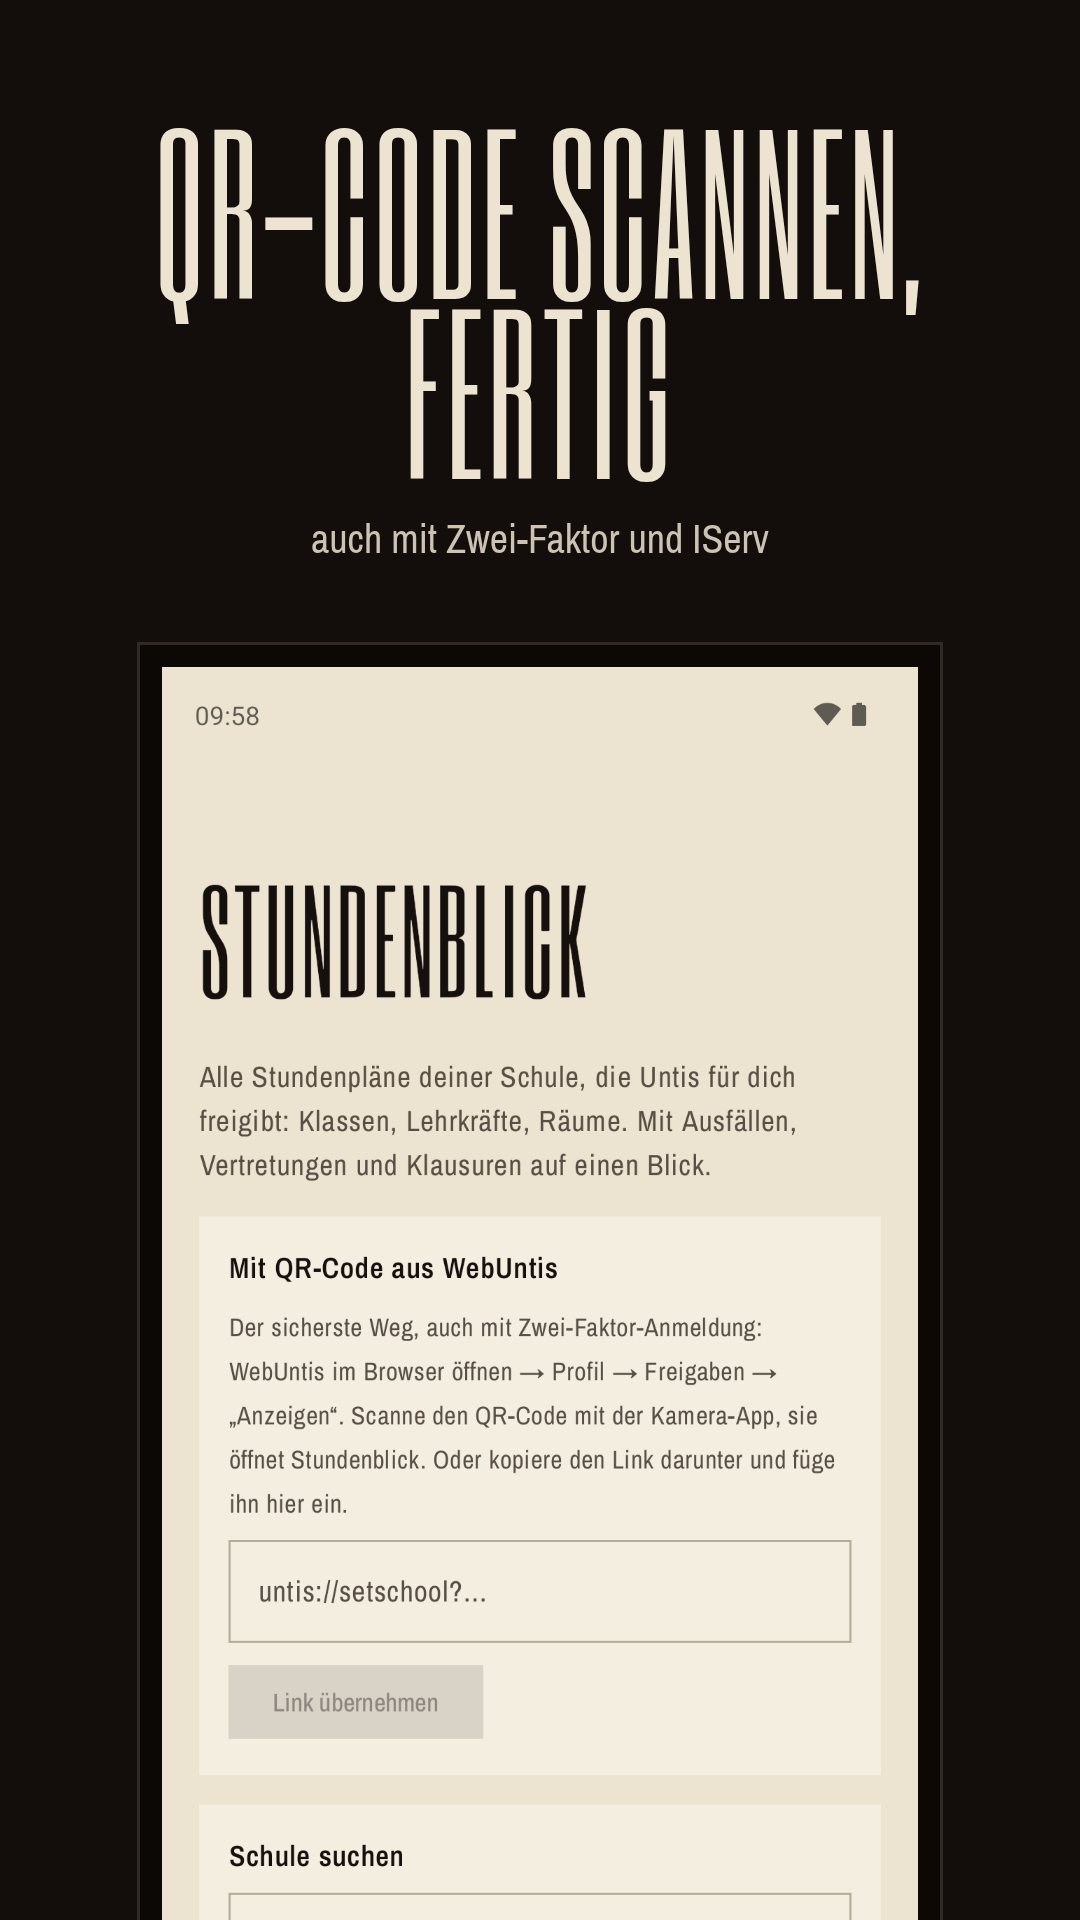 QR-CODE SCANNEN,
FERTIG
auch mit Zwei-Faktor und IServ
09:58
STUNDENBLICK
Alle Stundenpläne deiner Schule, die Untis für dich
freigibt: Klassen, Lehrkräfte, Räume. Mit Ausfällen,
Vertretungen und Klausuren auf einen Blick.
Mit QR-Code aus WebUntis
Der sicherste Weg, auch mit Zwei-Faktor-Anmeldung:
WebUntis im Browser öffnen → Profil → Freigaben →
„Anzeigen“. Scanne den QR-Code mit der Kamera-App, sie
öffnet Stundenblick. Oder kopiere den Link darunter und füge
ihn hier ein.
untis://setschool?...
Link übernehmen
Schule suchen